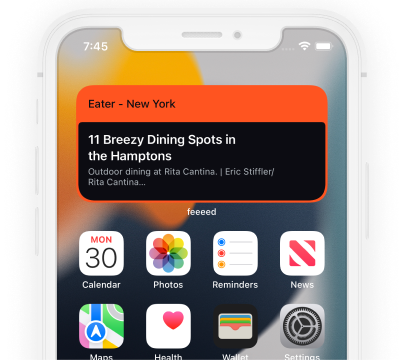 7:45
Eater - New York
11 Breezy Dining Spots in
the Hamptons
Outdoor dining at Rita Cantina. | Eric Stiffler/
Rita Cantina...
feeeed
MON
30
Calendar
Photos
Reminders
News
Maps
Health
Wallet
Settings